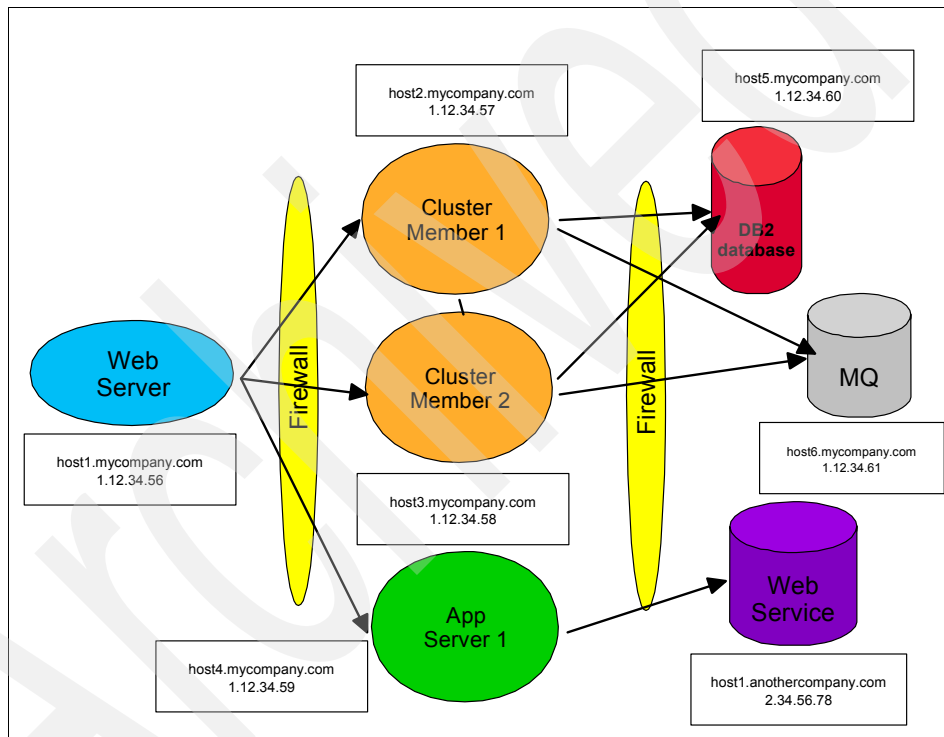 host2.mycompany.com
1.12.34.57
host5.mycompany.com
1.12.34.60
Cluster
Member 1
DB2
database
Web
Server
Firewall
Cluster
Member 2
Firewall
MQ
host1.mycompany.com
1.12.34.56
host3.mycompany.com
1.12.34.58
host6.mycompany.com
1.12.34.61
App
Server 1
Web
Service
host4.mycompany.com
1.12.34.59
host1.anothercompany.com
2.34.56.78